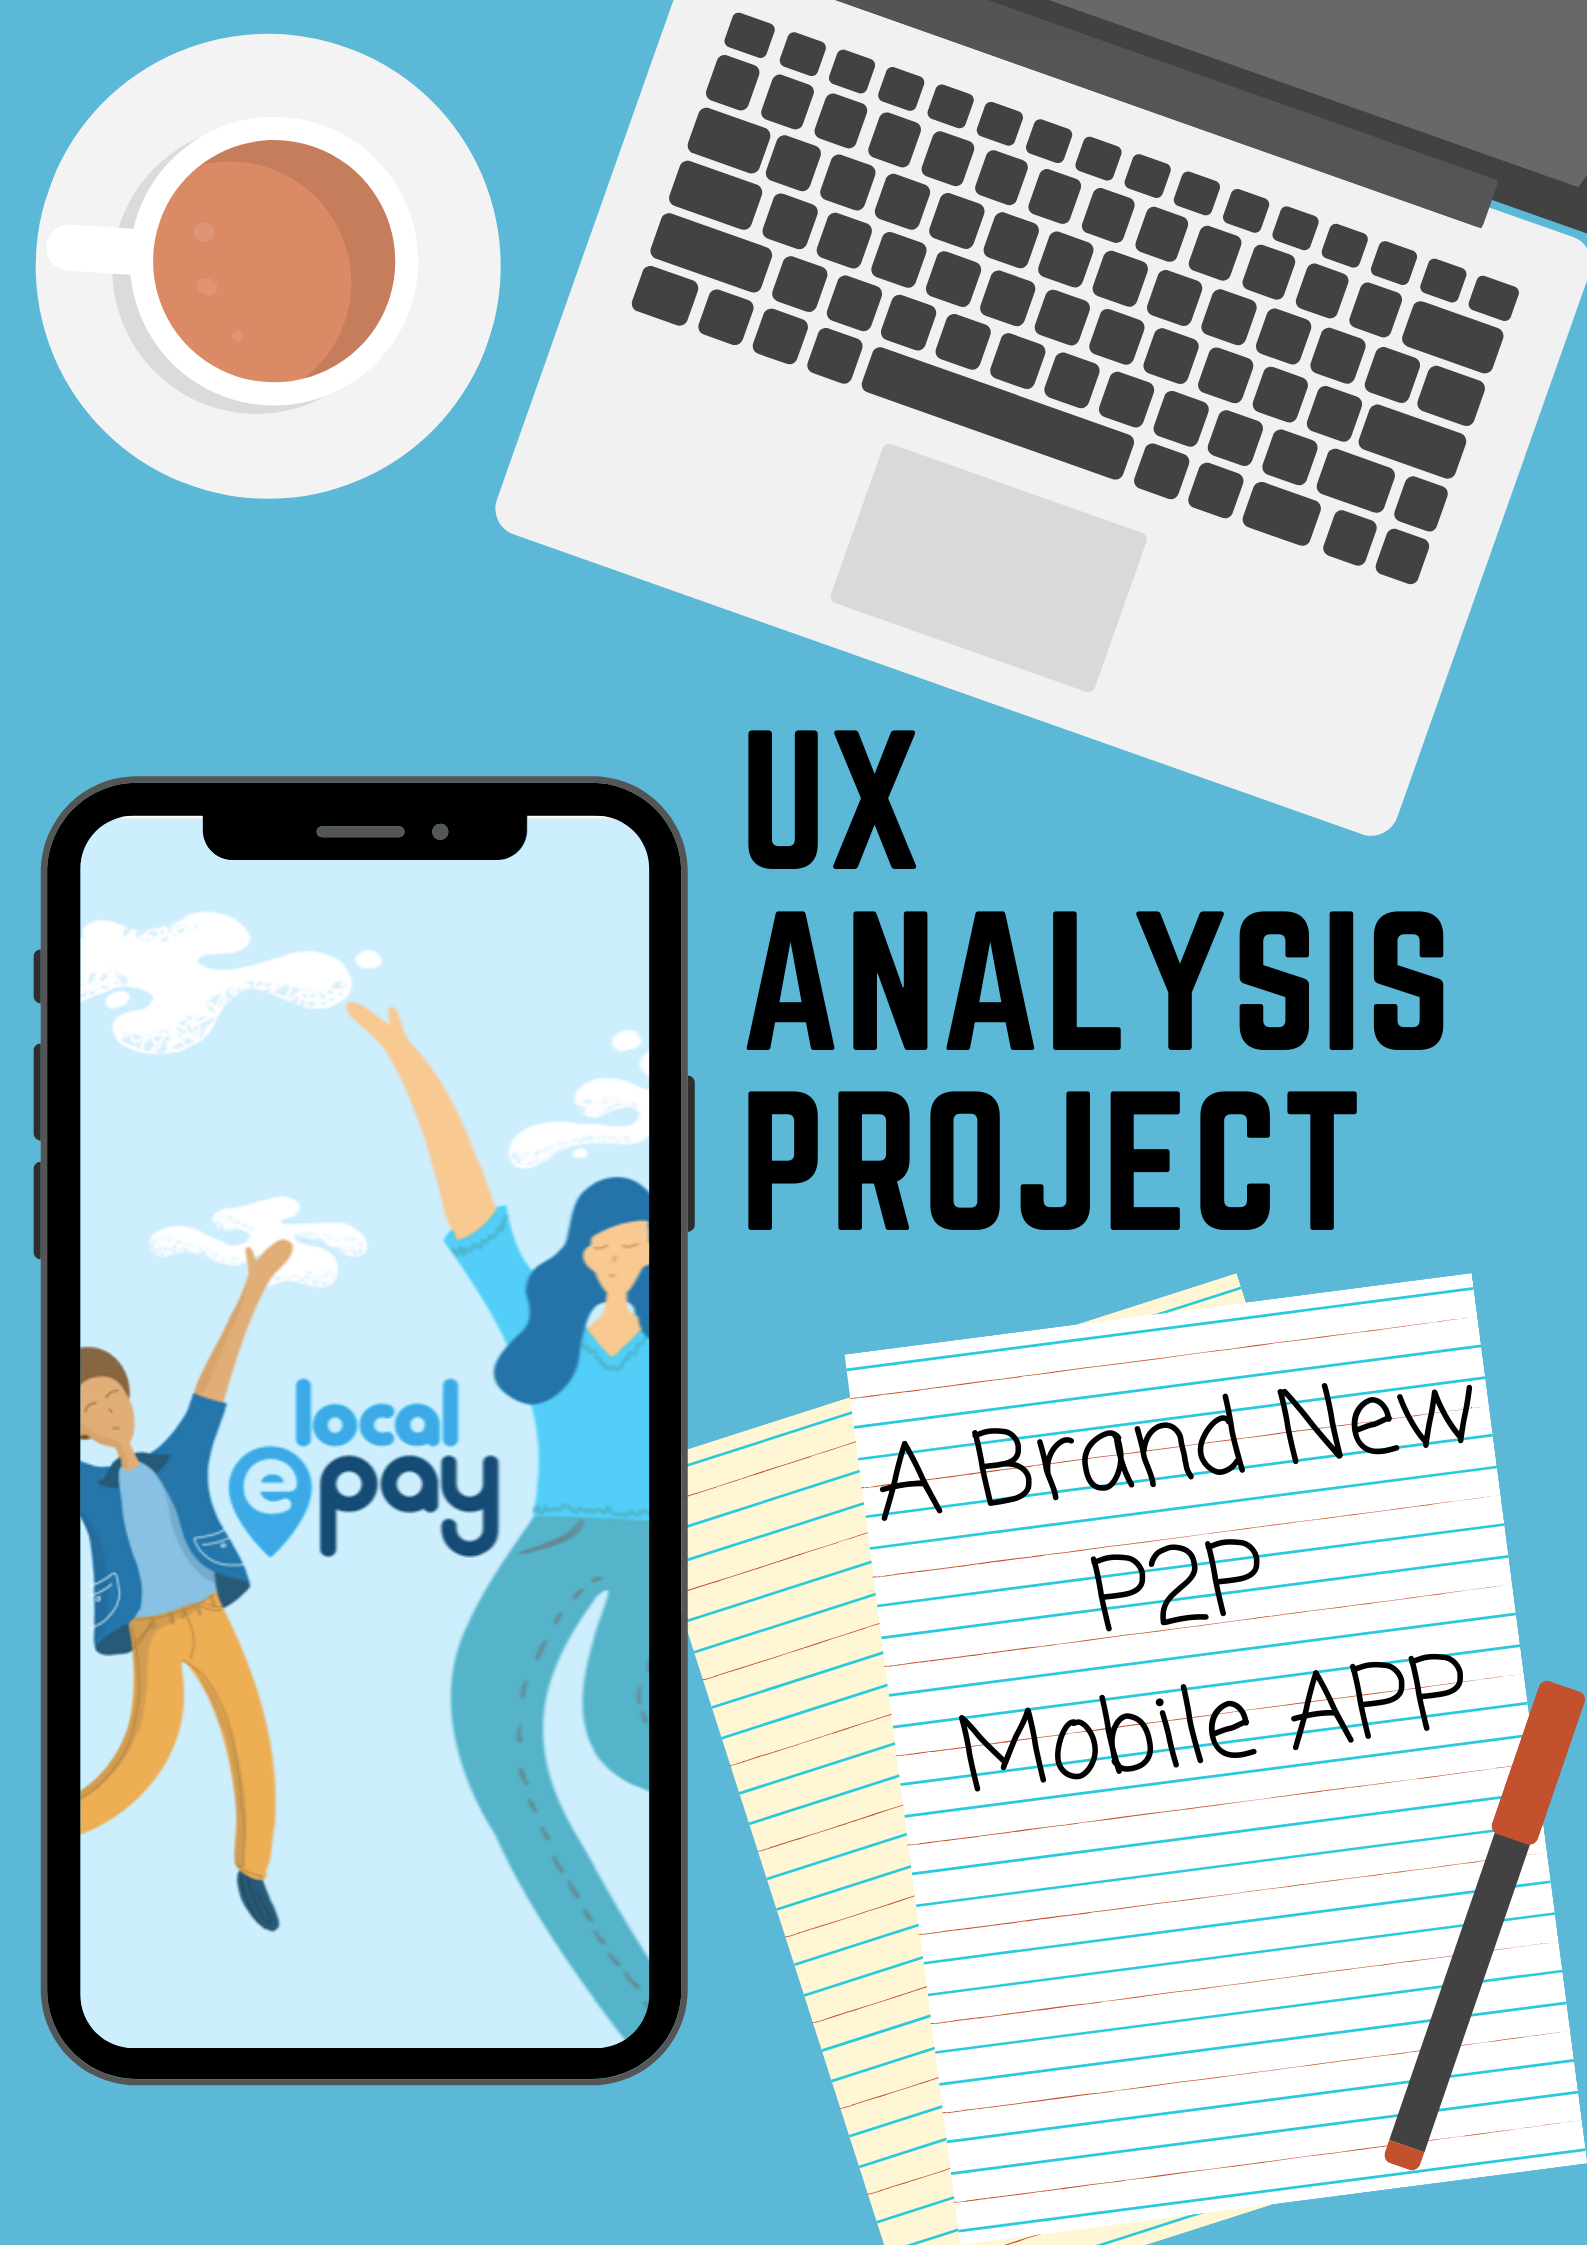 UX
ANALYSIS
PROJECT
local
epay
A Brand New
P2P
Mobile APP